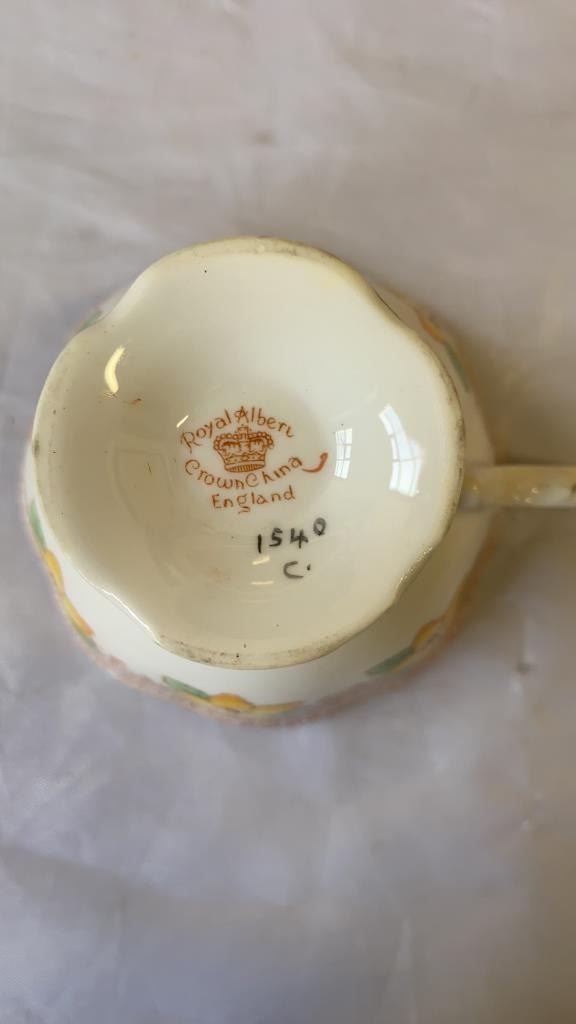 Royal Albert
Crown China
England
1540
C.